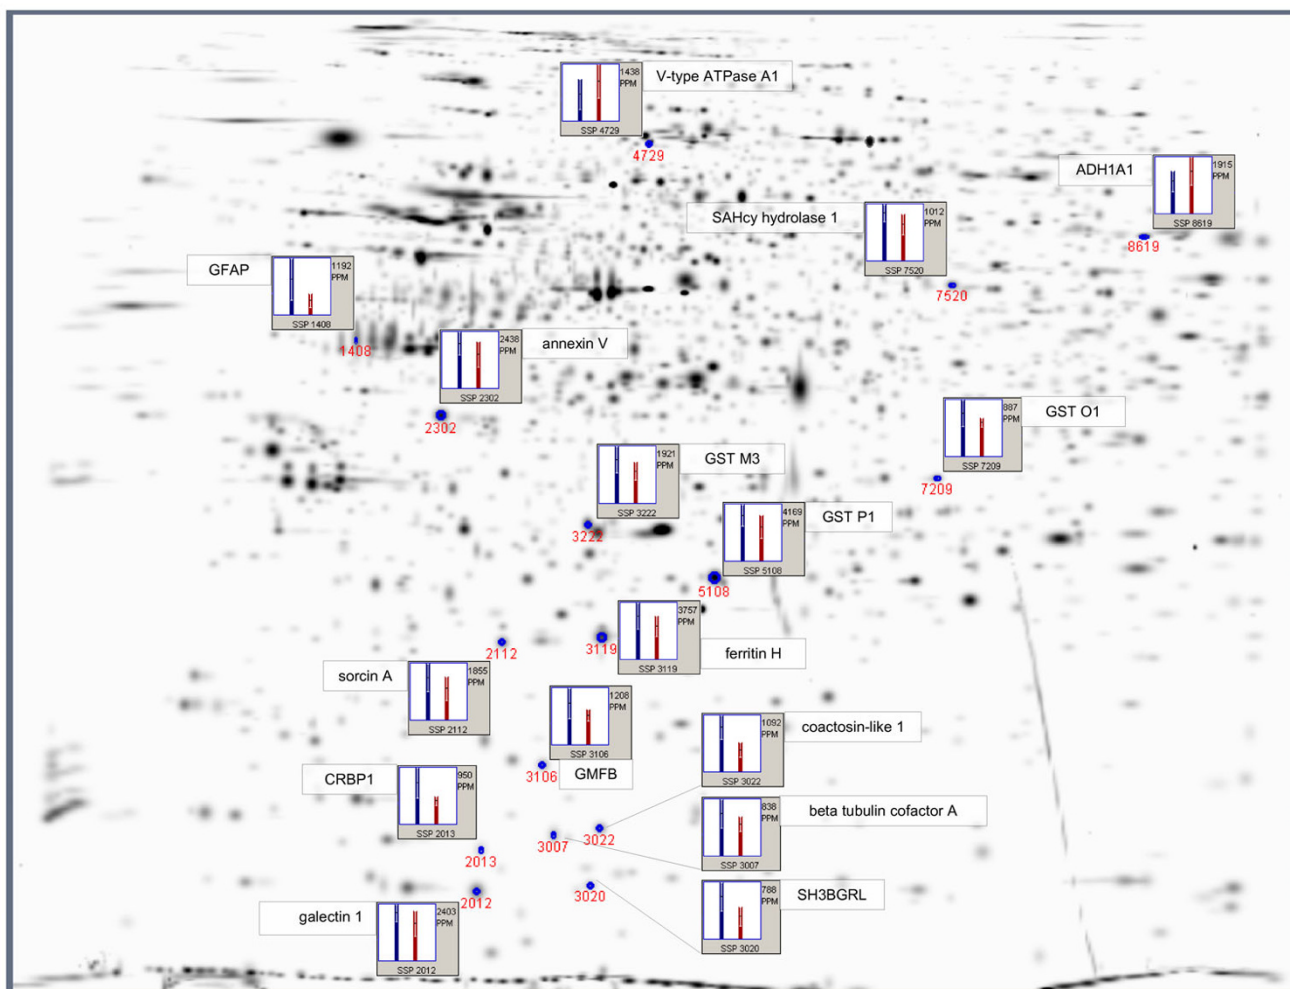 1438
PPM
V-type ATPase A1
SSP 4729
4729
ADH1A1
1915
PPM
SSP 8619
8619
SAHcy hydrolase 1
1012
PPM
SSP 7520
7520
GFAP
1192
PPM
SSP 1408
1408
2438
PPM
annexin V
SSP 2302
2302
887
PPM
GST O1
SSP 7209
7209
1921
PPM
GST M3
SSP 3222
3222
4169
PPM
GST P1
SSP 5108
5108
3757
PPM
ferritin H
SSP 3119
3119
2112
sorcin A
1855
PPM
SSP 2112
1208
PPM
SSP 3106
3106
GMFB
1092
PPM
coactosin-like 1
SSP 3022
3022
CRBP1
950
PPM
SSP 2013
2013
838
PPM
beta tubulin cofactor A
SSP 3007
3007
788
PPM
SH3BGRL
SSP 3020
3020
2012
galectin 1
2403
PPM
SSP 2012